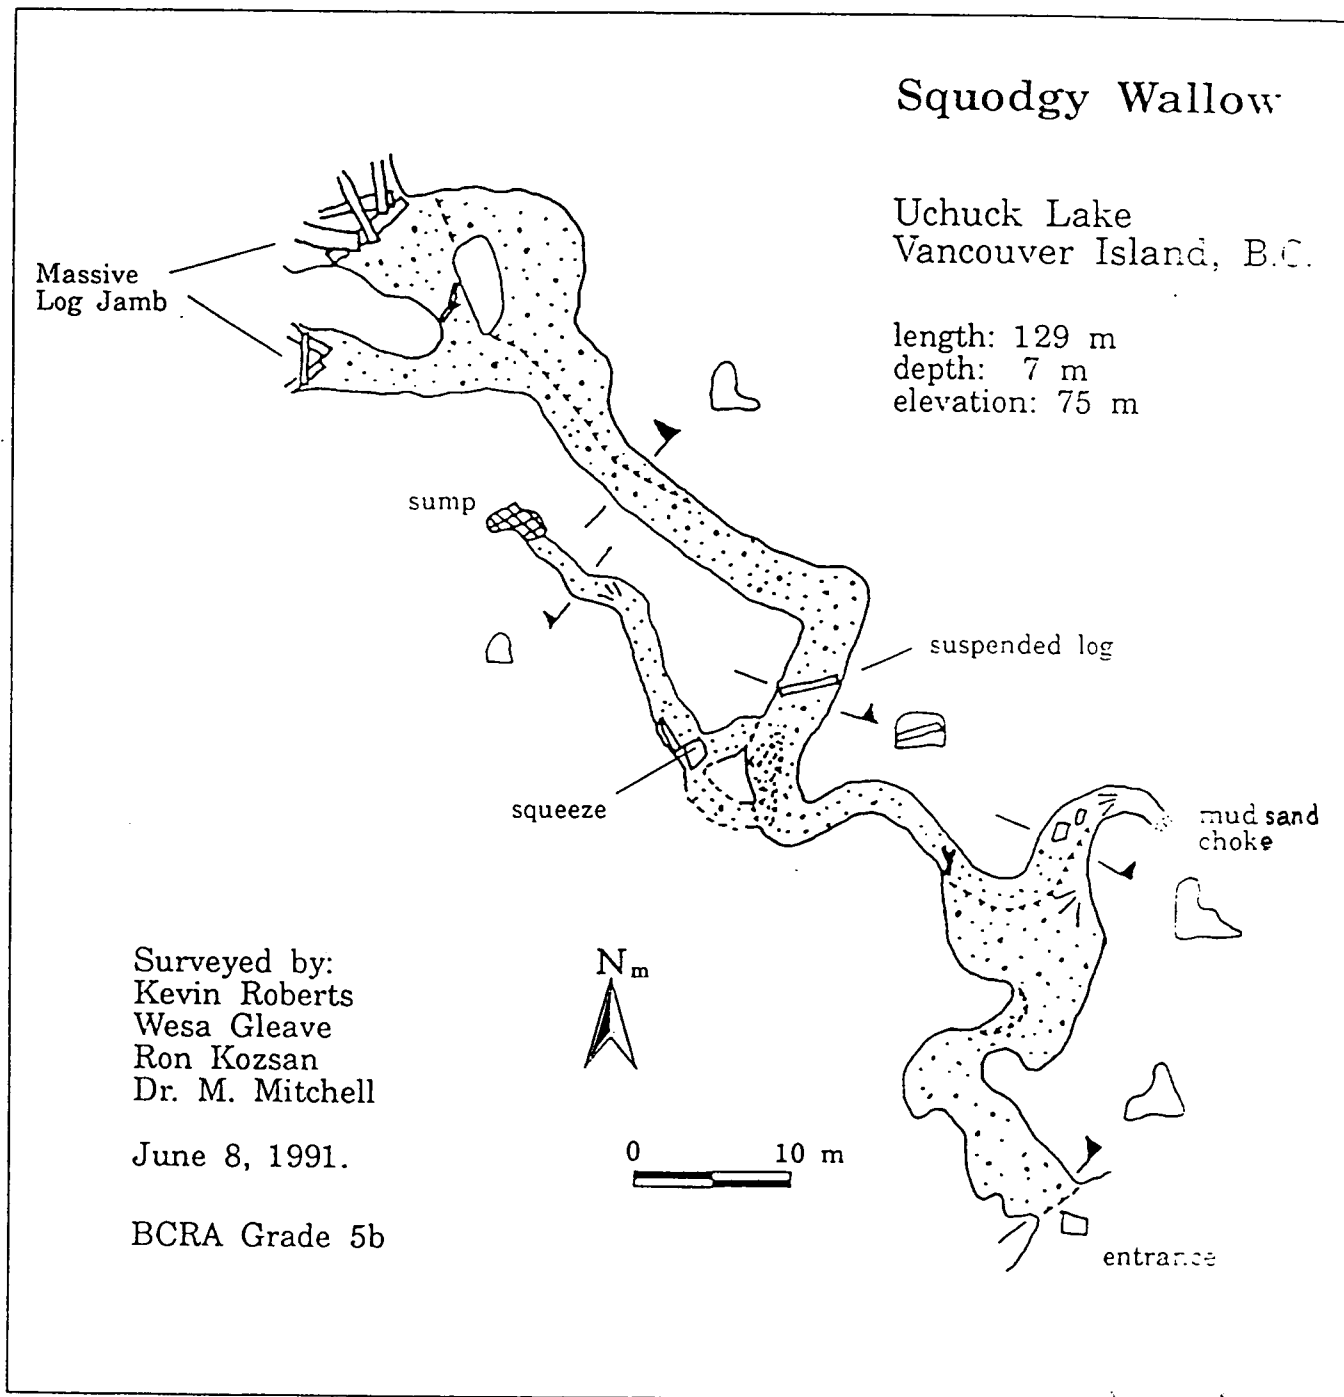 Squodgy Wallow
Uchuck Lake
Vancouver Island, B.C.
length: 129 m
depth: 7 m
elevation: 75 m
Massive
Log Jamb
sump
suspended log
squeeze
mud sand
choke
Surveyed by:
Kevin Roberts
Wesa Gleave
Ron Kozsan
Dr. M. Mitchell
June 8, 1991.
BCRA Grade 5b
Nm
0 10 m
entrance